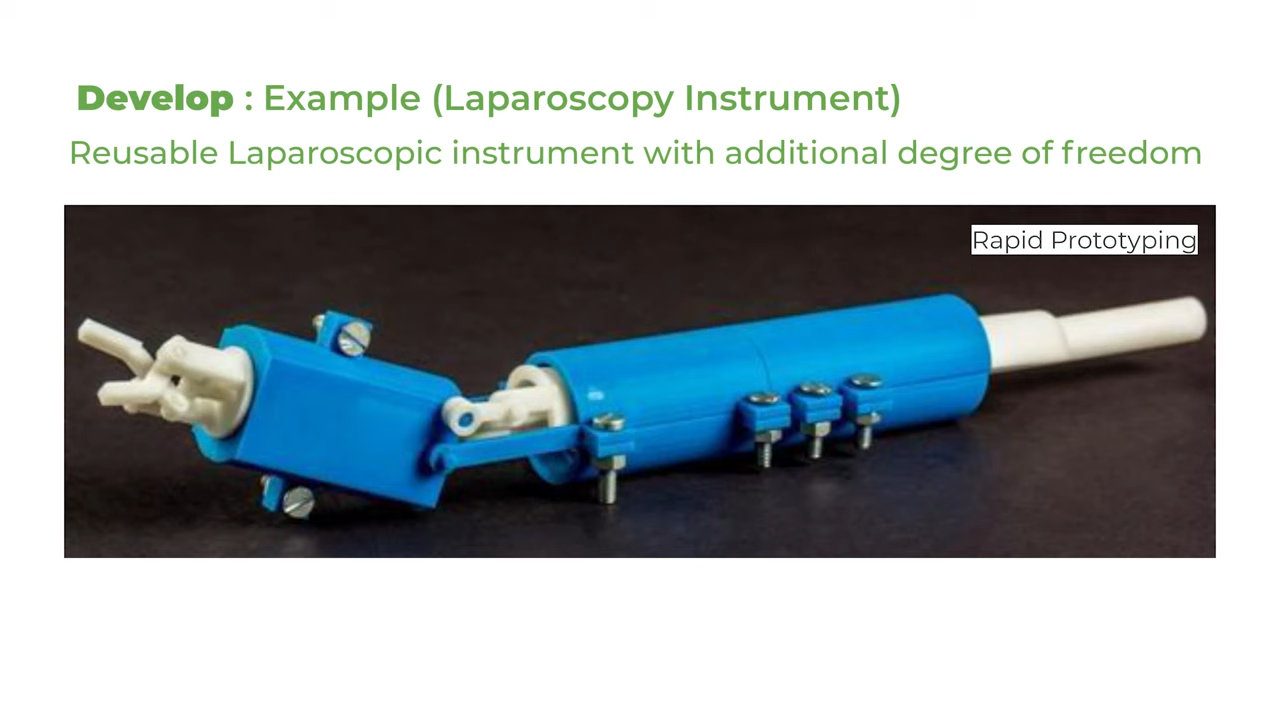 Develop : Example (Laparoscopy Instrument)
Reusable Laparoscopic instrument with additional degree of freedom
Rapid Prototyping